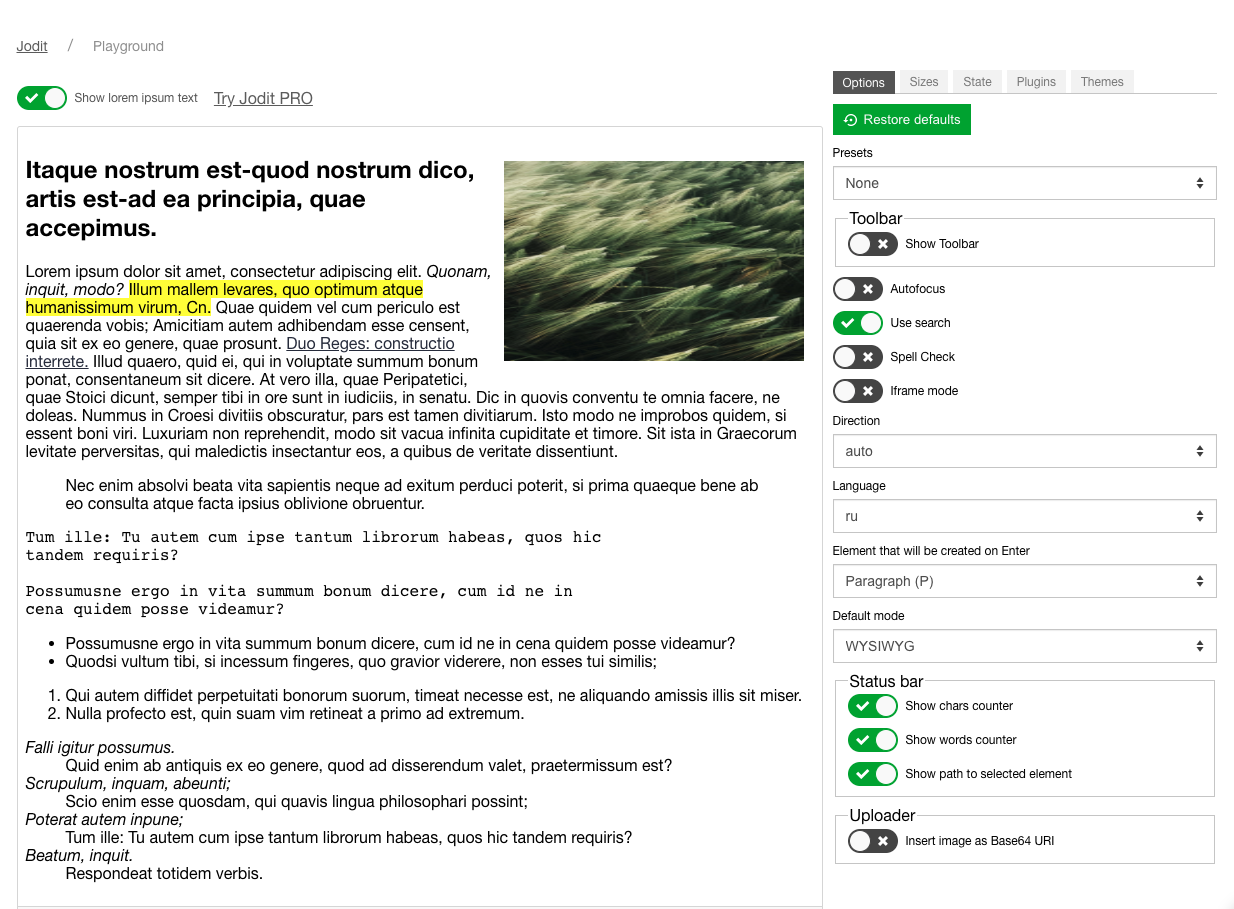 Jodit / Playground
Show lorem ipsum text Try Jodit PRO
Itaque nostrum est-quod nostrum dico,
artis est-ad ea principia, quae
accepimus.
Lorem ipsum dolor sit amet, consectetur adipiscing elit. Quonam,
inquit, modo? Illum mallem levares, quo optimum atque
humanissimum virum, Cn. Quae quidem vel cum periculo est
quaerenda vobis; Amicitiam autem adhibendam esse censent,
quia sit ex eo genere, quae prosunt. Duo Reges: constructio
interrete. Illud quaero, quid ei, qui in voluptate summum bonum
ponat, consentaneum sit dicere. At vero illa, quae Peripatetici,
quae Stoici dicunt, semper tibi in ore sunt in iudiciis, in senatu. Dic in quovis conventu te omnia facere, ne
doleas. Nummus in Croesi divitiis obscuratur, pars est tamen divitiarum. Isto modo ne improbos quidem, si
essent boni viri. Luxuriam non reprehendit, modo sit vacua infinita cupiditate et timore. Sit ista in Graecorum
levitate perversitas, qui maledictis insectantur eos, a quibus de veritate dissentiunt.
Nec enim absolvi beata vita sapientis neque ad exitum perduci poterit, si prima quaeque bene ab
eo consulta atque facta ipsius oblivione obruentur.
Tum ille: Tu autem cum ipse tantum librorum habeas, quos hic
tandem requiris?
Possumusne ergo in vita summum bonum dicere, cum id ne in
cena quidem posse videamur?
• Possumusne ergo in vita summum bonum dicere, cum id ne in cena quidem posse videamur?
• Quodsi vultum tibi, si incessum fingeres, quo gravior viderere, non esses tui similis;
1. Qui autem diffidet perpetuitati bonorum suorum, timeat necesse est, ne aliquando amissis illis sit miser.
2. Nulla profecto est, quin suam vim retineat a primo ad extremum.
Falli igitur possumus.
Quid enim ab antiquis ex eo genere, quod ad disserendum valet, praetermissum est?
Scrupulum, inquam, abeunti;
Scio enim esse quosdam, qui quavis lingua philosophari possint;
Poterat autem inpune;
Tum ille: Tu autem cum ipse tantum librorum habeas, quos hic tandem requiris?
Beatum, inquit.
Respondeat totidem verbis.
Options Sizes State Plugins Themes
Restore defaults
Presets
None
Toolbar
Show Toolbar
Autofocus
Use search
Spell Check
Iframe mode
Direction
auto
Language
ru
Element that will be created on Enter
Paragraph (P)
Default mode
WYSIWYG
Status bar
Show chars counter
Show words counter
Show path to selected element
Uploader
Insert image as Base64 URI